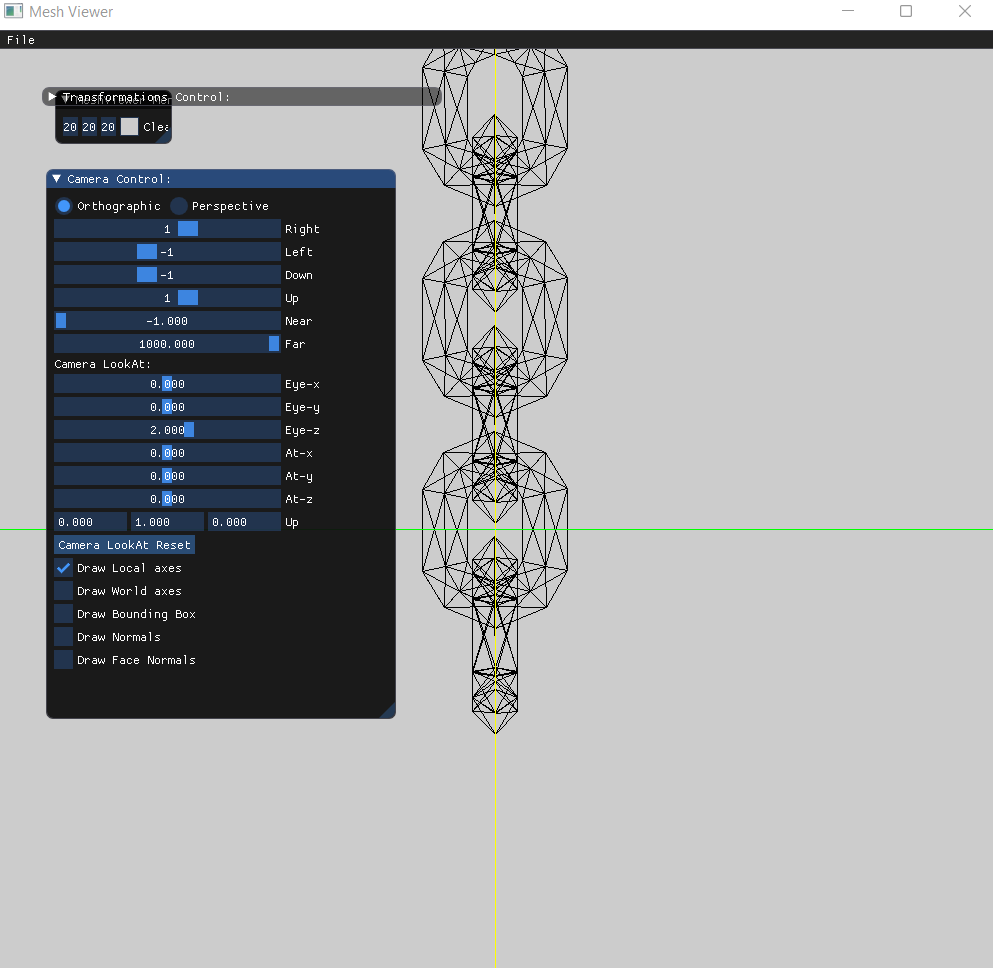 Mesh Viewer
File
Transformations Control:
20 20 20 Clea
Camera Control:
Orthographic Perspective
1 Right
-1 Left
-1 Down
1 Up
-1.000 Near
1000.000 Far
Camera LookAt:
0.000 Eye-x
0.000 Eye-y
2.000 Eye-z
0.000 At-x
0.000 At-y
0.000 At-z
0.000 1.000 0.000 Up
Camera LookAt Reset
Draw Local axes
Draw World axes
Draw Bounding Box
Draw Normals
Draw Face Normals